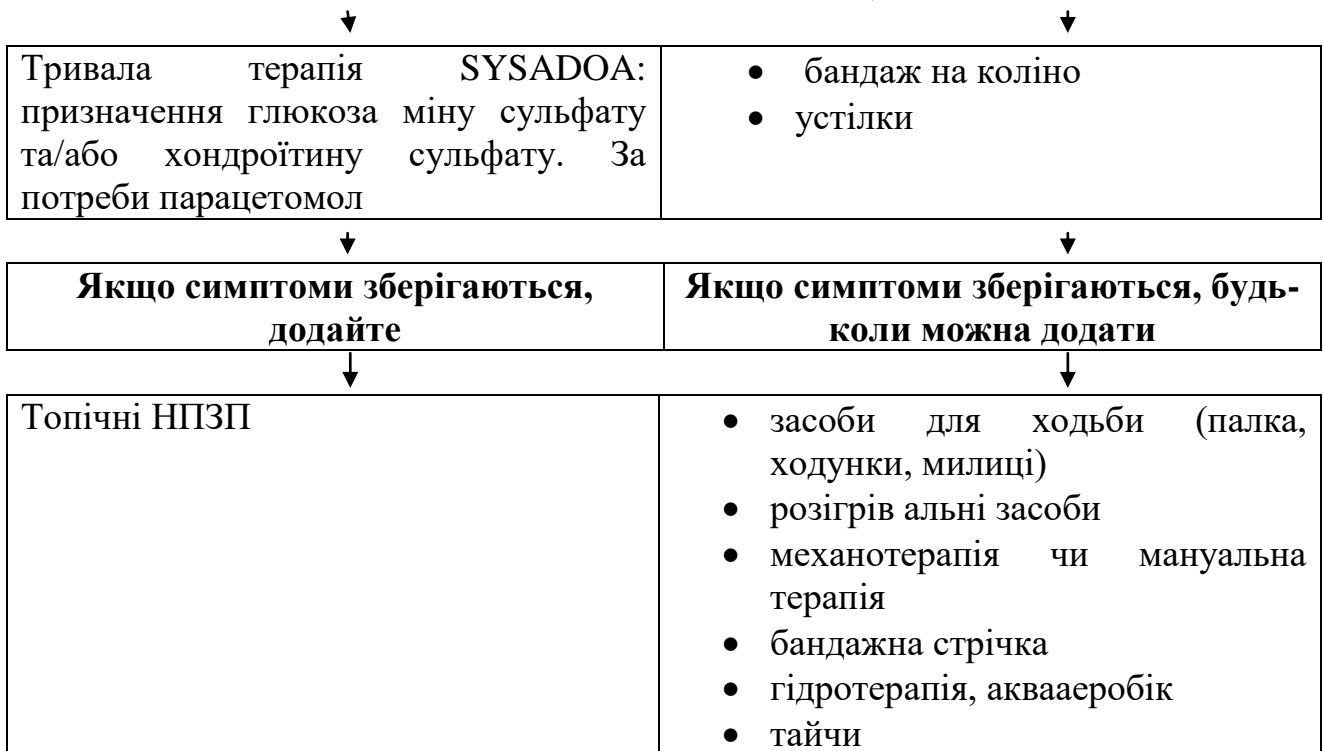 Тривала терапія SYSADOA:
призначення глюкоза міну сульфату
та/або хондроїтину сульфату. За
потреби парацетомол
• бандаж на коліно
• устілки
Якщо симптоми зберігаються,
додайте
Якщо симптоми зберігаються, будь-
коли можна додати
Топічні НПЗП
• засоби для ходьби (палка,
ходунки, милиці)
• розігрів альні засоби
• механотерапія чи мануальна
терапія
• бандажна стрічка
• гідротерапія, аквааеробік
• тайчи